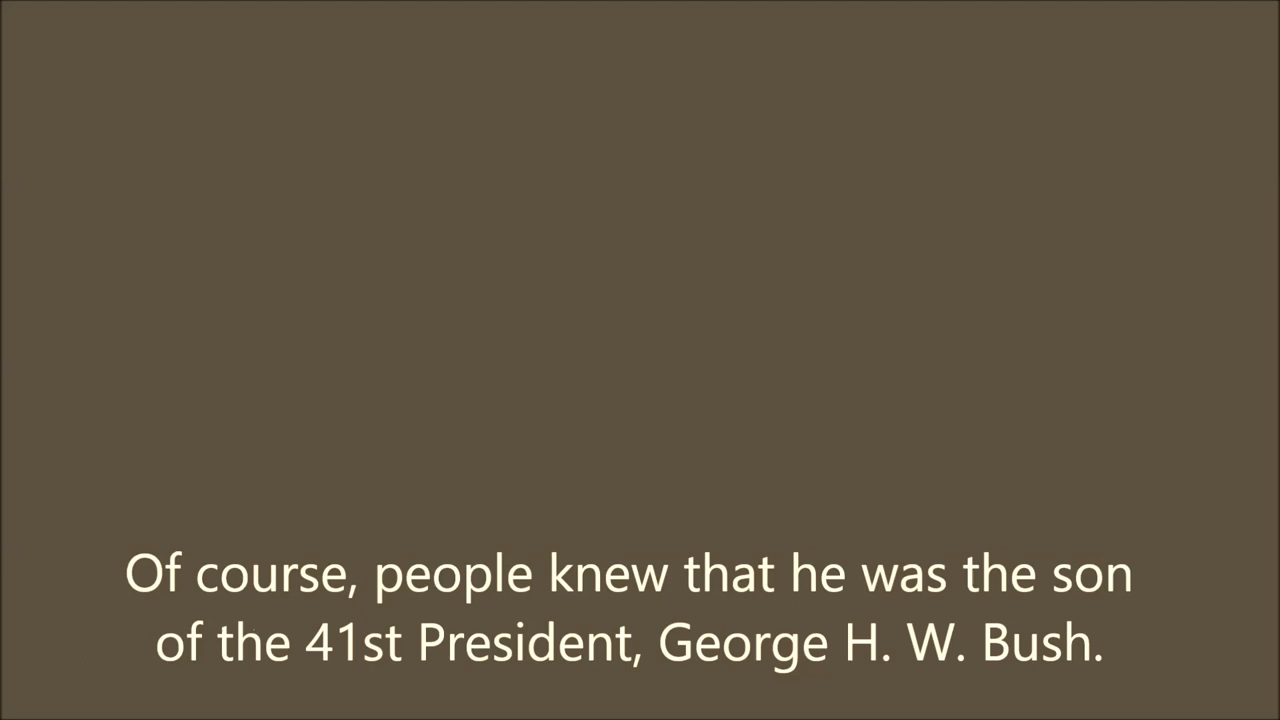 Of course, people knew that he was the son
of the 41st President, George H. W. Bush.